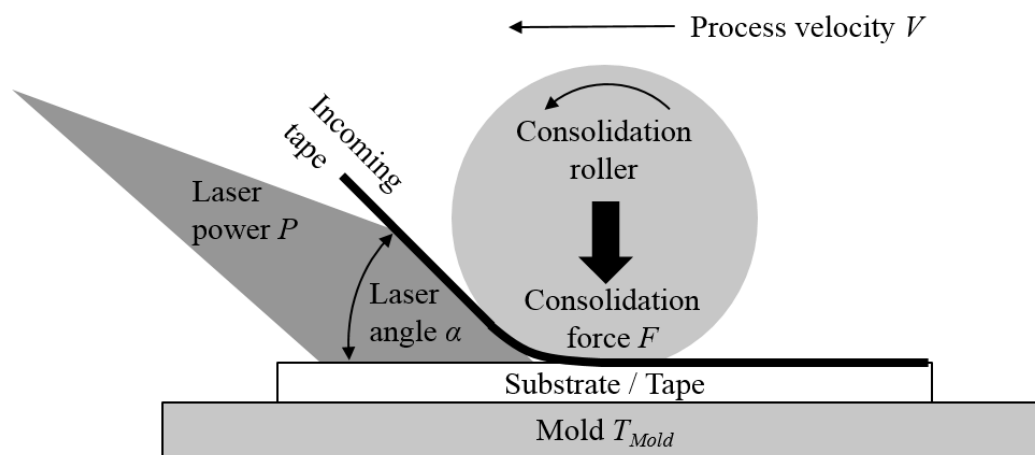 Process velocity V
Incoming
tape
Consolidation
roller
Laser
power P
Laser
angle α
Consolidation
force F
Substrate / Tape
Mold T_Mold